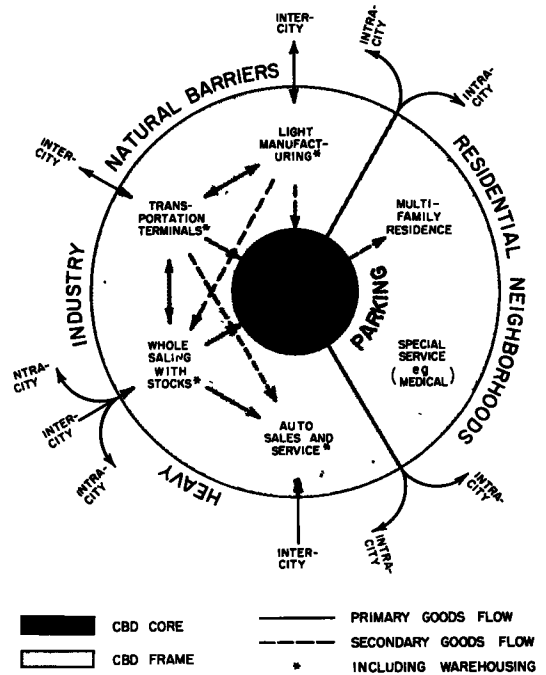 INTER-
CITY
INTRA-
CITY
INTRA-
CITY
NATURAL BARRIERS
INTER-
CITY
LIGHT
MANUFACT-
URING*
RESIDENTIAL NEIGHBORHOODS
TRANS-
PORTATION
TERMINALS*
MULTI-
FAMILY
RESIDENCE
INDUSTRY
PARKING
WHOLE
SALING
WITH
STOCKS*
SPECIAL
SERVICE
( eg )
MEDICAL
NTRA-
CITY
INTER-
CITY
INTRA-
CITY
HEAVY
AUTO
SALES AND
SERVICE*
INTRA-
CITY
INTRA-
CITY
INTER-
CITY
CBD CORE
CBD FRAME
PRIMARY GOODS FLOW
SECONDARY GOODS FLOW
* INCLUDING WAREHOUSING